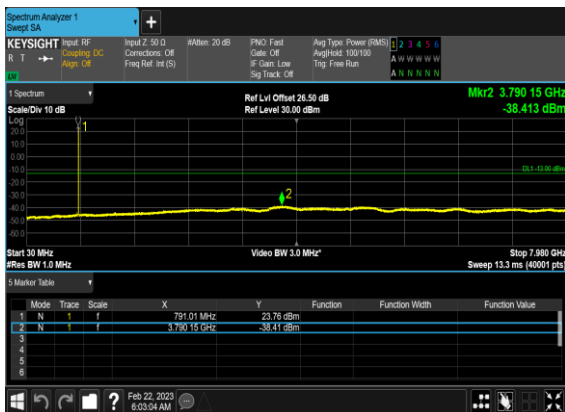 Spectrum Analyzer 1
Swept SA
KEYSIGHT
R T
Input: RF
Coupling: DC
Align: Off
Input Z: 50 Ω
Corrections: Off
Freq Ref: Int (S)
#Atten: 20 dB
PNO: Fast
Gate: Off
IF Gain: Low
Sig Track: Off
Avg Type: Power (RMS)
Avg|Hold: 100/100
Trig: Free Run
1 2 3 4 5 6
A W W W W W
A N N N N N
1 Spectrum
Scale/Div 10 dB
Ref Lvl Offset 26.50 dB
Ref Level 30.00 dBm
Mkr2 3.790 15 GHz
-38.413 dBm
Log
20.0
10.0
0.00
-10.0
-20.0
-30.0
-40.0
-50.0
-60.0
1
2
DL1 -13.00 dBm
Start 30 MHz
#Res BW 1.0 MHz
Video BW 3.0 MHz*
Stop 7.980 GHz
Sweep 13.3 ms (40001 pts)
5 Marker Table
Mode Trace Scale X Y Function Function Width Function Value
1 N 1 f 791.01 MHz 23.76 dBm
2 N 1 f 3.790 15 GHz -38.41 dBm
3
4
5
6
?
Feb 22, 2023
6:03:04 AM